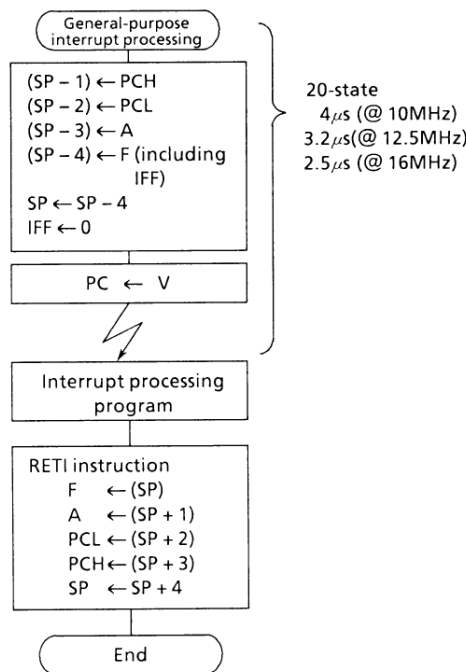 General-purpose
interrupt processing
(SP – 1) ← PCH
(SP – 2) ← PCL
(SP – 3) ← A
(SP – 4) ← F (including
IFF)
SP ← SP – 4
IFF ← 0
PC ← V
20-state
4μs (@ 10MHz)
3.2μs(@ 12.5MHz)
2.5μs (@ 16MHz)
Interrupt processing
program
RETI instruction
F ← (SP)
A ← (SP + 1)
PCL ← (SP + 2)
PCH ← (SP + 3)
SP ← SP + 4
End